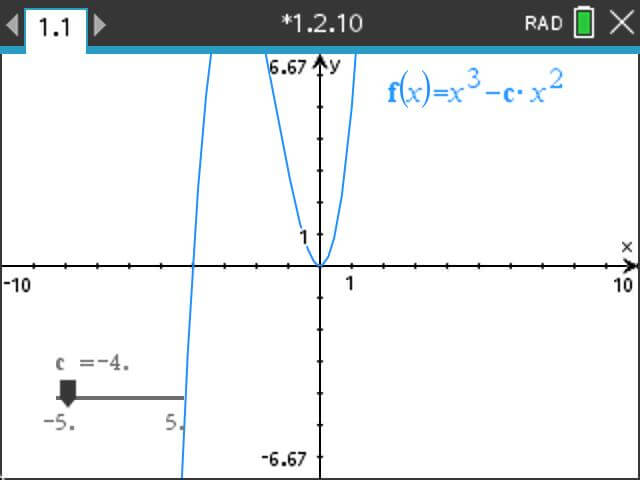 1.1 *1.2.10 RAD
6.67 y
f(x)=x³-c·x²
1
x
-10 1 10
c =-4.
-5. 5.
-6.67